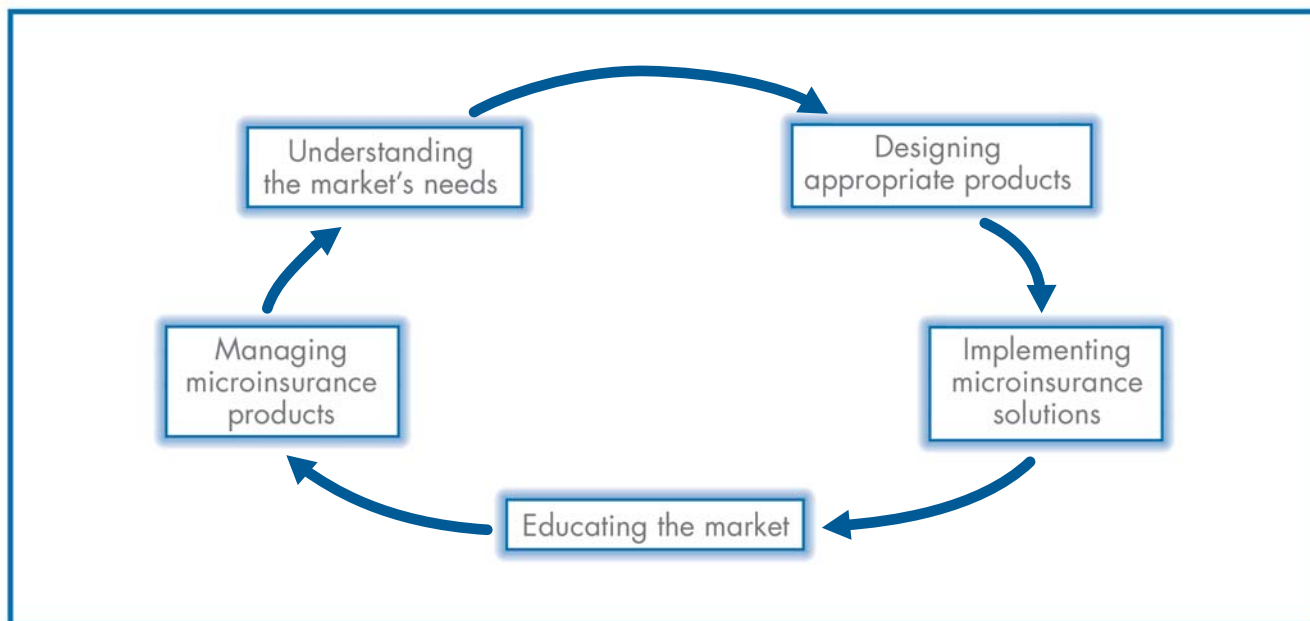 Understanding
the market's needs
Designing
appropriate products
Implementing
microinsurance
solutions
Educating the market
Managing
microinsurance
products